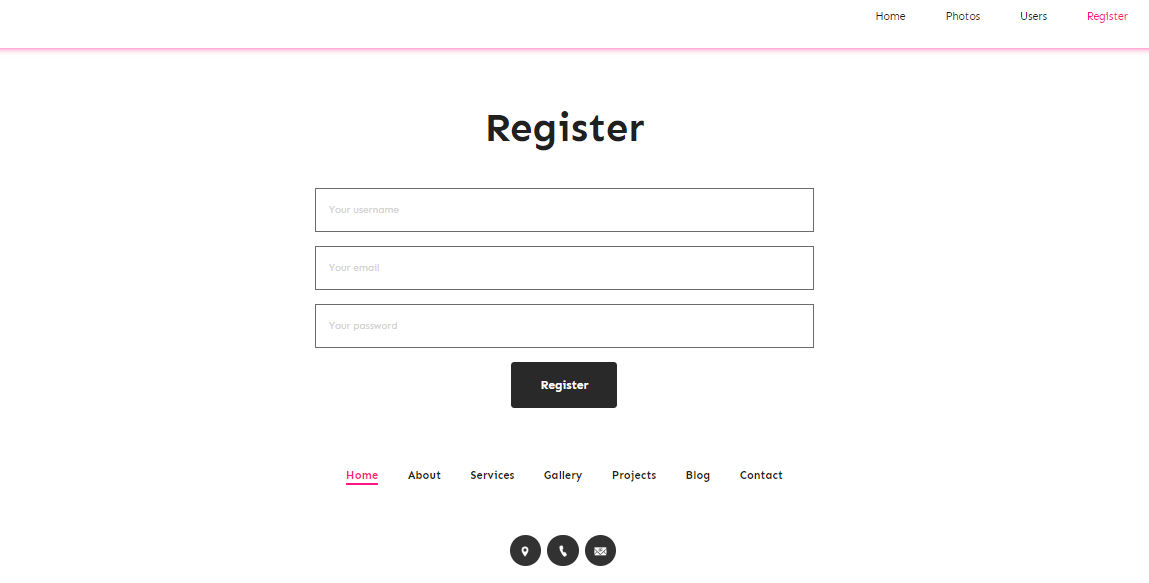 Home Photos Users Register
Register
Your username
Your email
Your password
Register
Home About Services Gallery Projects Blog Contact